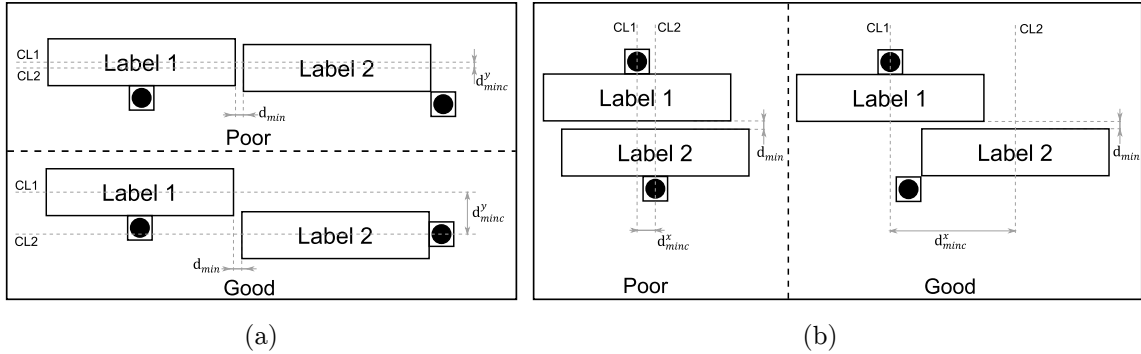 CL1
Label 1
CL2
Label 2
d^y_minc
d_min
Poor
CL1
Label 1
d^y_minc
CL2
Label 2
d_min
Good
(a)
CL1
CL2
Label 1
d_min
Label 2
d^x_minc
Poor
CL1
CL2
Label 1
d_min
Label 2
d^x_minc
Good
(b)